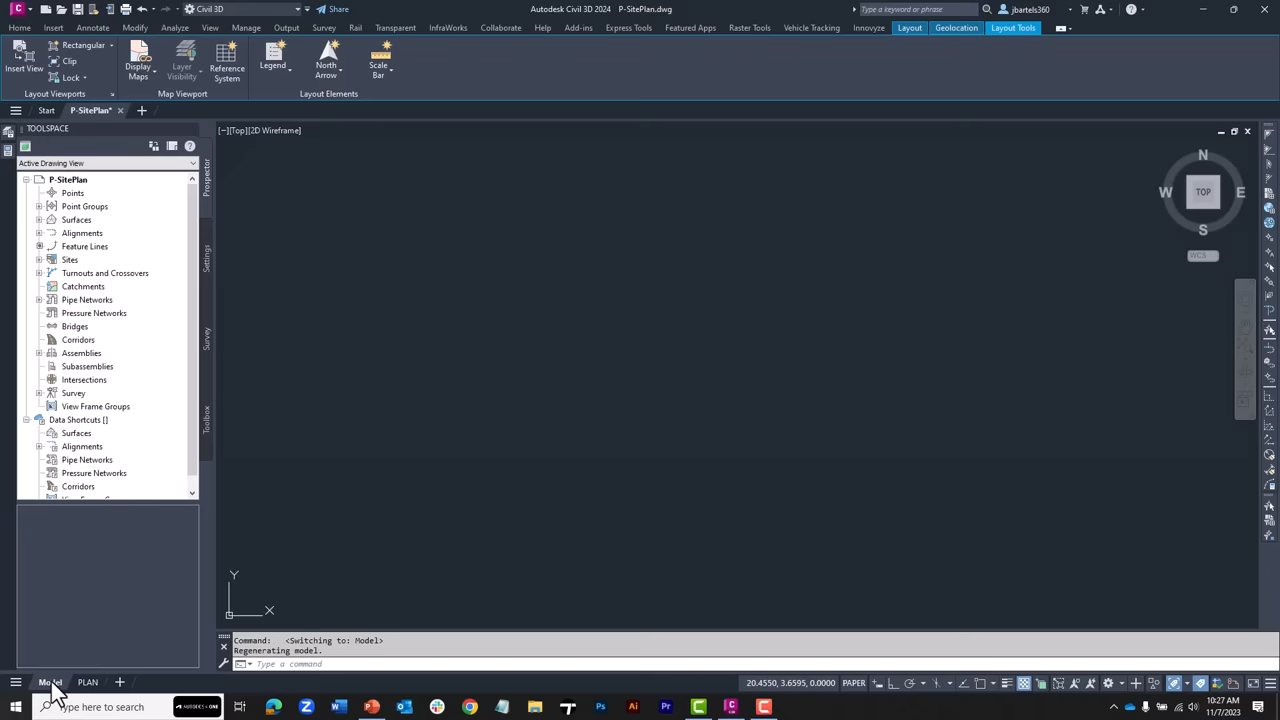 Civil 3D
Share
Autodesk Civil 3D 2024 P-SitePlan.dwg
Type a keyword or phrase
jbartels360
Home Insert Annotate Modify Analyze View Manage Output Survey Rail Transparent InfraWorks Collaborate Help Add-ins Express Tools Featured Apps Raster Tools Vehicle Tracking Innovyze Layout Geolocation Layout Tools
Insert View
Rectangular
Clip
Lock
Layout Viewports
Display Maps
Layer Visibility
Reference System
Map Viewport
Legend
North Arrow
Scale Bar
Layout Elements
Start P-SitePlan*
TOOLSPACE
Active Drawing View
P-SitePlan
Points
Point Groups
Surfaces
Alignments
Feature Lines
Sites
Turnouts and Crossovers
Catchments
Pipe Networks
Pressure Networks
Bridges
Corridors
Assemblies
Subassemblies
Intersections
Survey
View Frame Groups
Data Shortcuts []
Surfaces
Alignments
Pipe Networks
Pressure Networks
Corridors
Prospector
Settings
Survey
Toolbox
[−][Top][2D Wireframe]
N
W TOP E
S
WCS
Y
X
Command: <Switching to: Model>
Regenerating model.
Type a command
Model PLAN
20.4550, 3.6595, 0.0000 PAPER
Type here to search
AUTODESK ONE
10:27 AM
11/7/2023